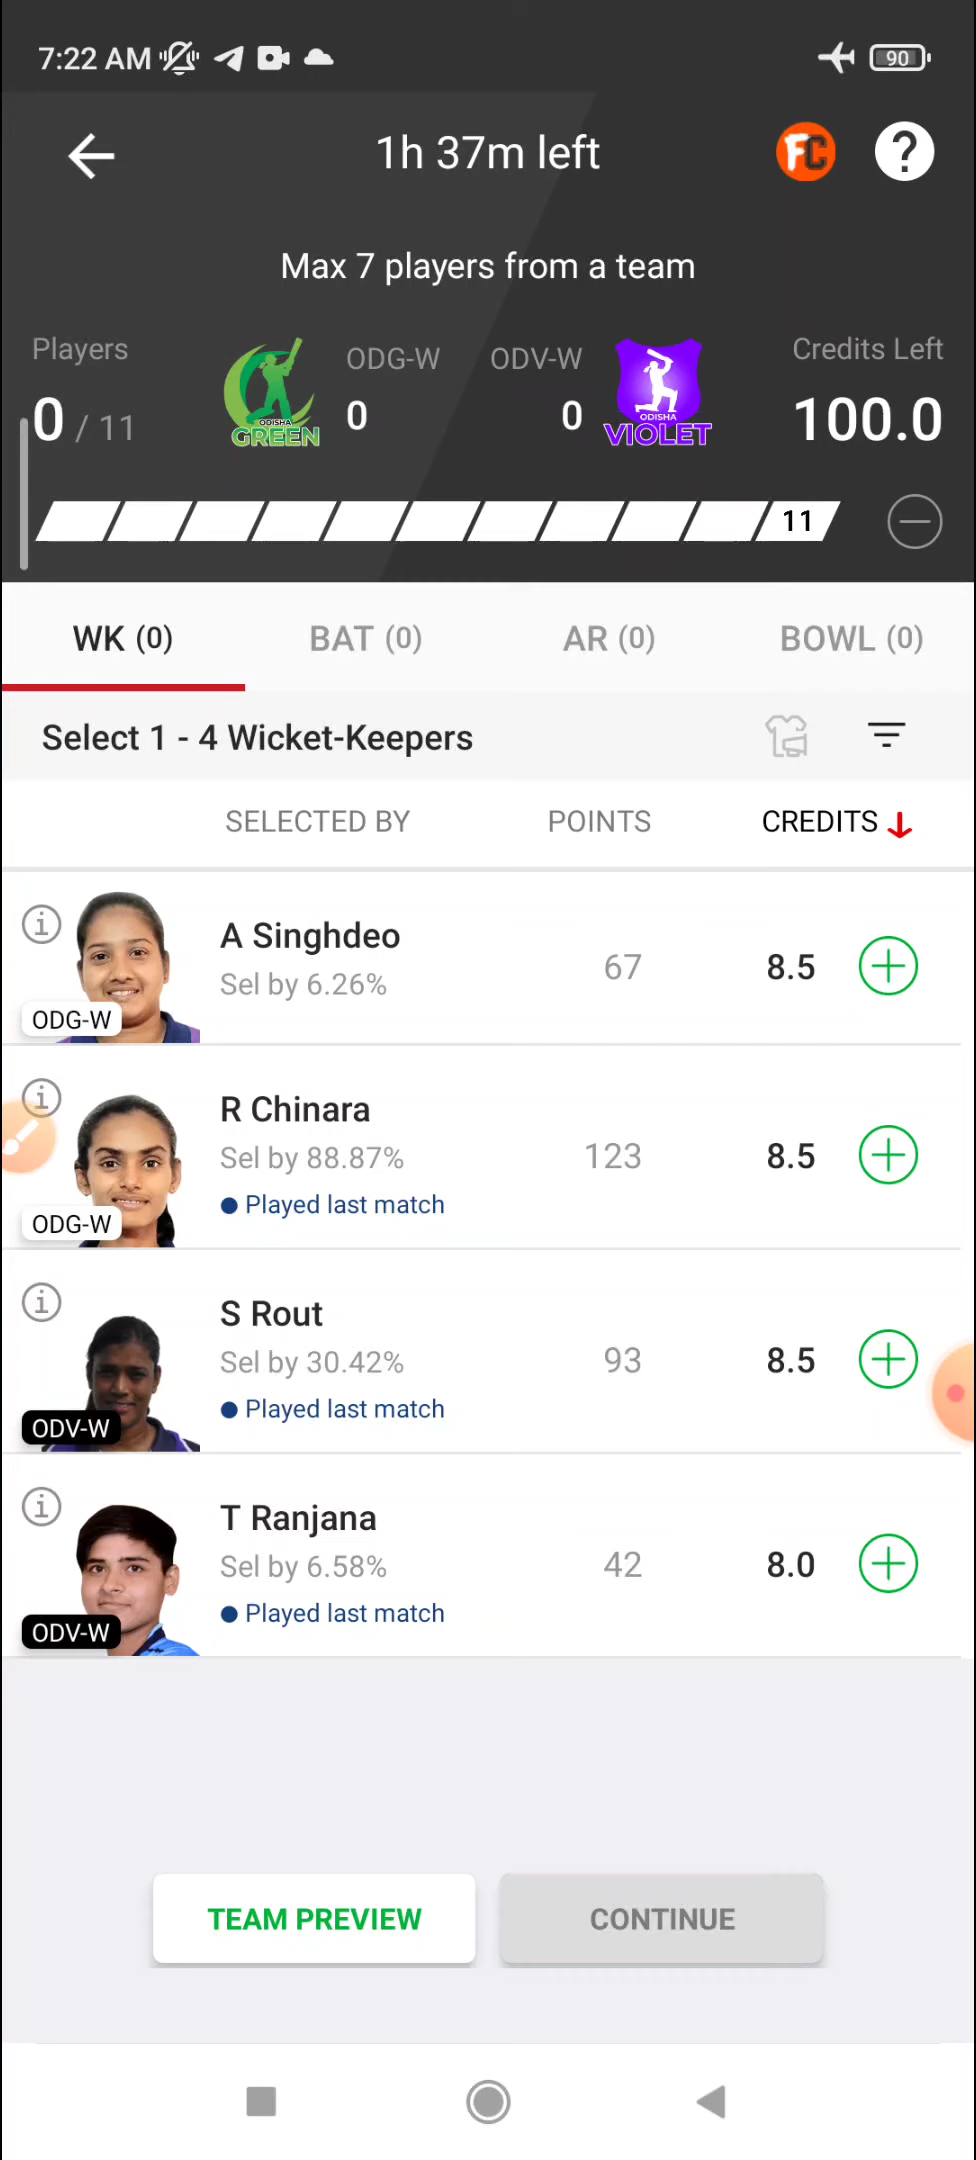 7:22 AM
90
1h 37m left
FC
?
Max 7 players from a team
Players
ODG-W
ODV-W
Credits Left
0 / 11
ODISHA
GREEN
0
0
ODISHA
VIOLET
100.0
11
WK (0)
BAT (0)
AR (0)
BOWL (0)
Select 1 - 4 Wicket-Keepers
SELECTED BY
POINTS
CREDITS
i
A Singhdeo
Sel by 6.26%
67
8.5
ODG-W
i
R Chinara
Sel by 88.87%
123
8.5
Played last match
ODG-W
i
S Rout
Sel by 30.42%
93
8.5
Played last match
ODV-W
i
T Ranjana
Sel by 6.58%
42
8.0
Played last match
ODV-W
TEAM PREVIEW
CONTINUE